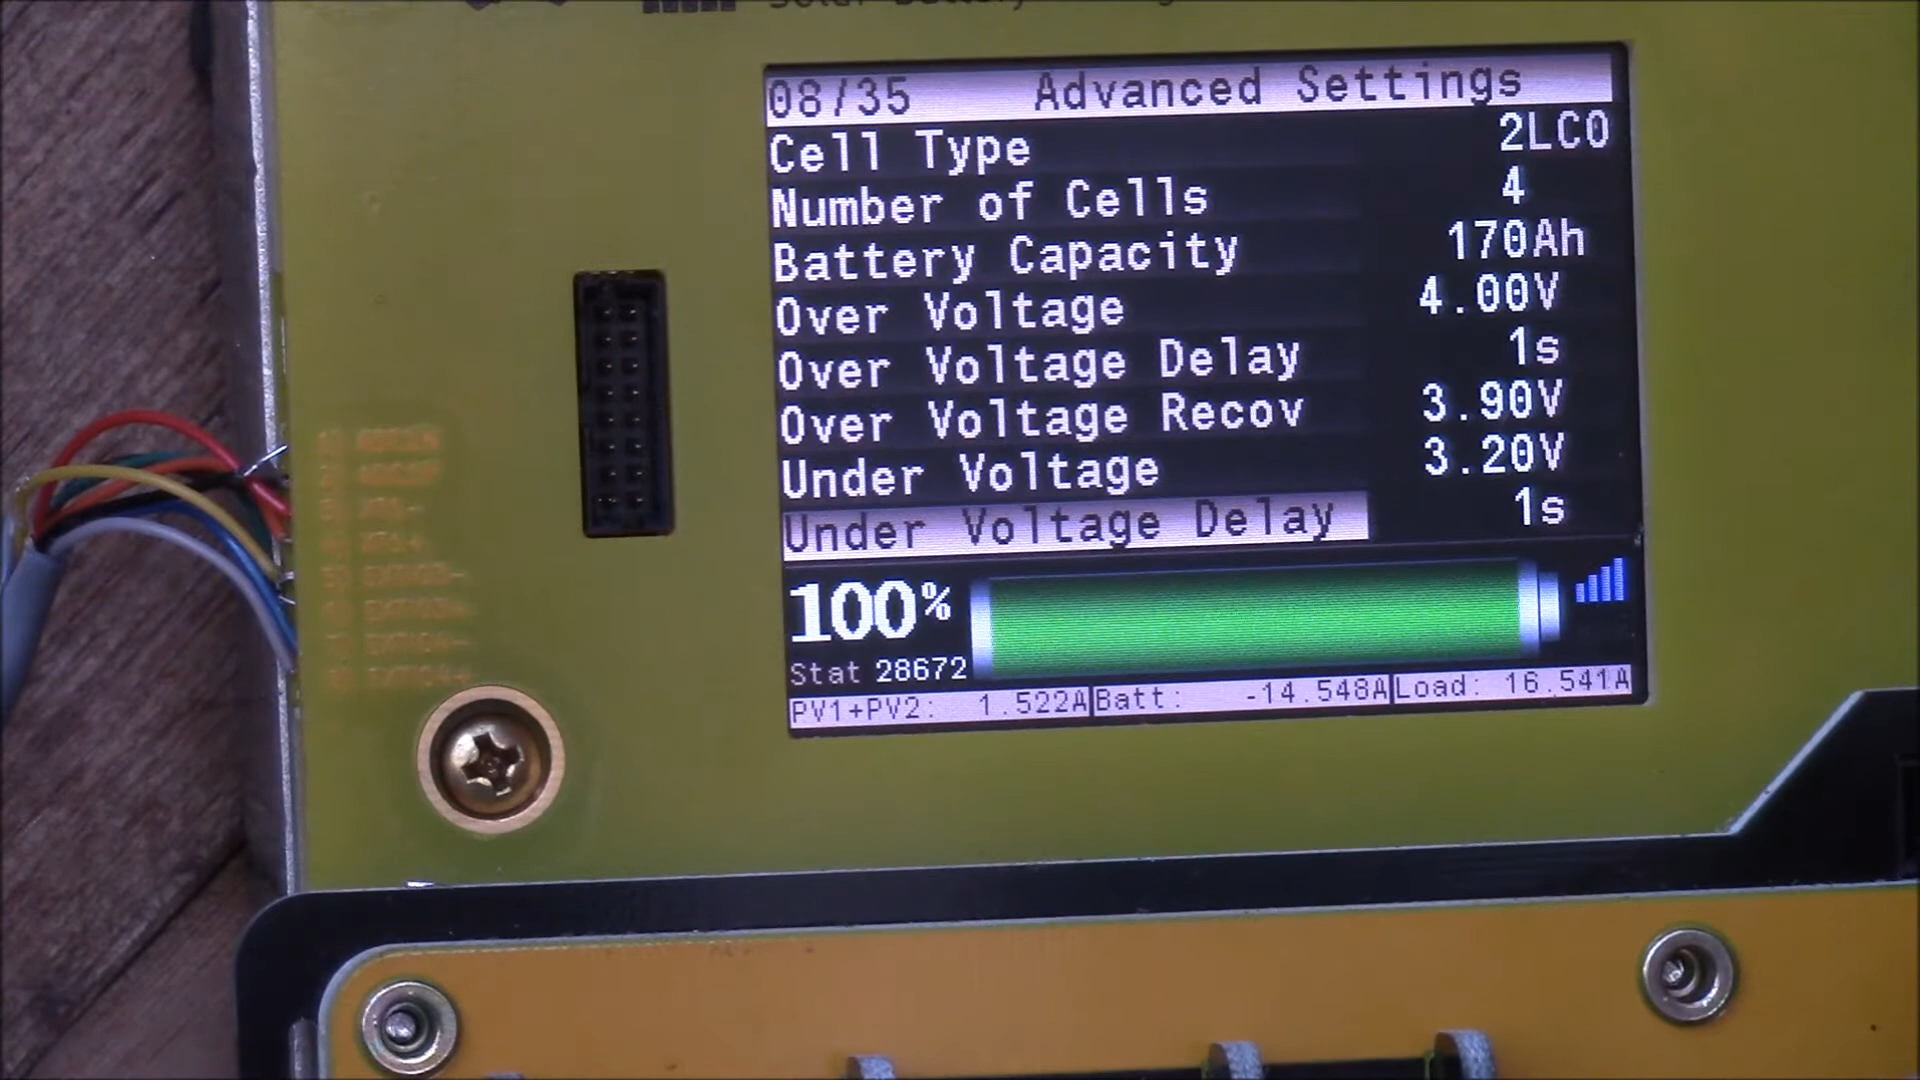 Solar Battery
08/35 Advanced Settings
Cell Type 2LC0
Number of Cells 4
Battery Capacity 170Ah
Over Voltage 4.00V
Over Voltage Delay 1s
Over Voltage Recov 3.90V
Under Voltage 3.20V
Under Voltage Delay 1s
100%
Stat 28672
PV1+PV2: 1.522A Batt: -14.548A Load: 16.541A